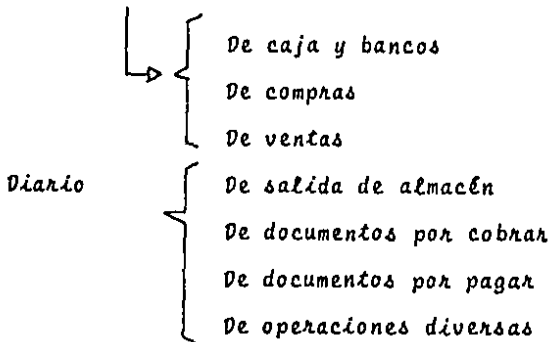 De caja y bancos
De compras
De ventas
Diario
De salida de almacén
De documentos por cobrar
De documentos por pagar
De operaciones diversas